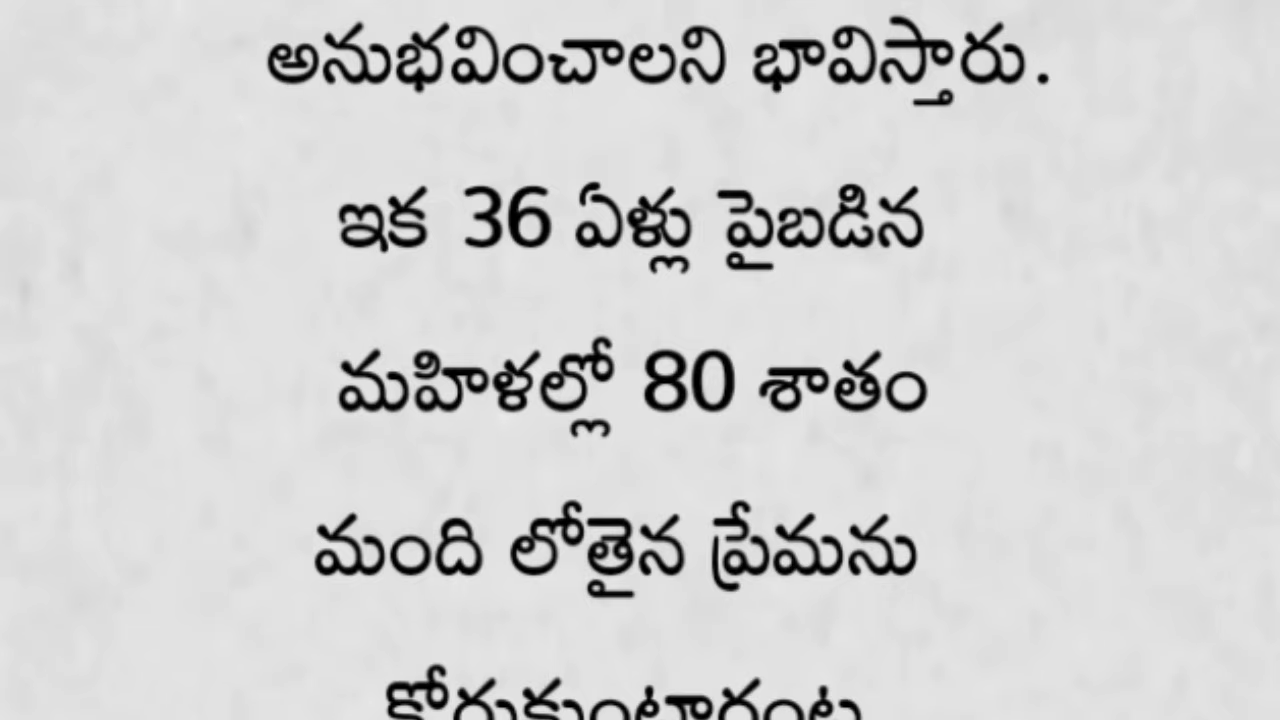 అనుభవించాలని భావిస్తారు.
ఇక 36 ఏళ్లు పైబడిన
మహిళల్లో 80 శాతం
మంది లోతైన ప్రేమను
కోరుకుంటారంట